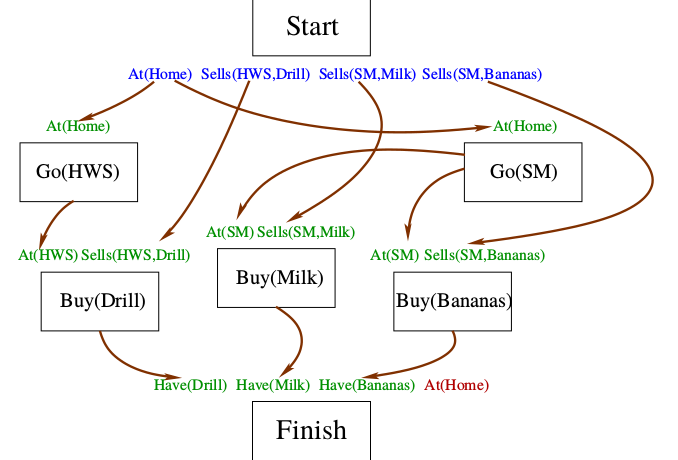 Start
At(Home) Sells(HWS,Drill) Sells(SM,Milk) Sells(SM,Bananas)
At(Home)
At(Home)
Go(HWS)
Go(SM)
At(SM) Sells(SM,Milk)
At(HWS) Sells(HWS,Drill)
At(SM) Sells(SM,Bananas)
Buy(Milk)
Buy(Drill)
Buy(Bananas)
Have(Drill) Have(Milk) Have(Bananas) At(Home)
Finish